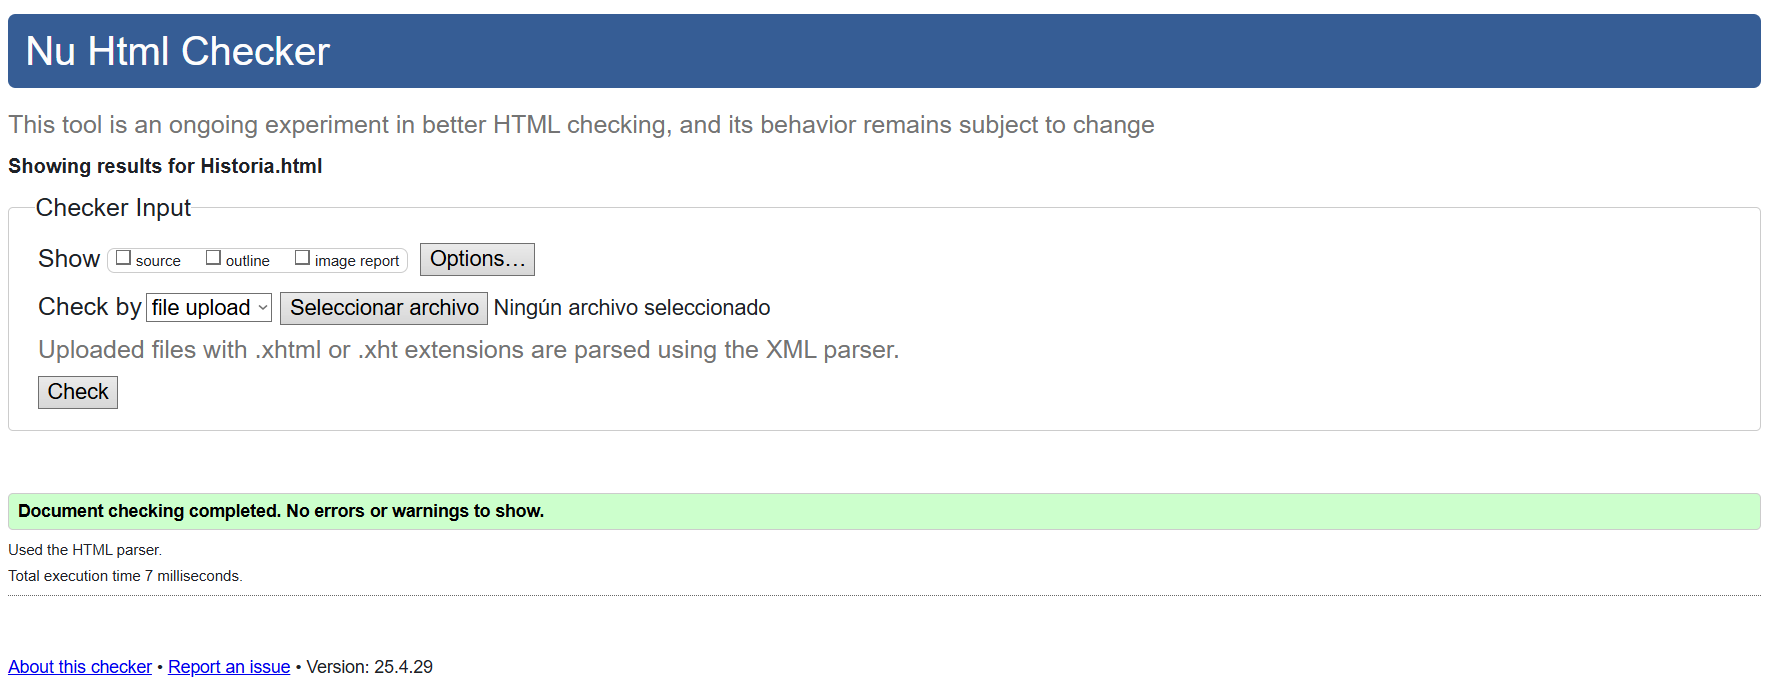 Nu Html Checker
This tool is an ongoing experiment in better HTML checking, and its behavior remains subject to change
Showing results for Historia.html
Checker Input
Show source outline image report Options...
Check by file upload Seleccionar archivo Ningún archivo seleccionado
Uploaded files with .xhtml or .xht extensions are parsed using the XML parser.
Check
Document checking completed. No errors or warnings to show.
Used the HTML parser.
Total execution time 7 milliseconds.
About this checker • Report an issue • Version: 25.4.29